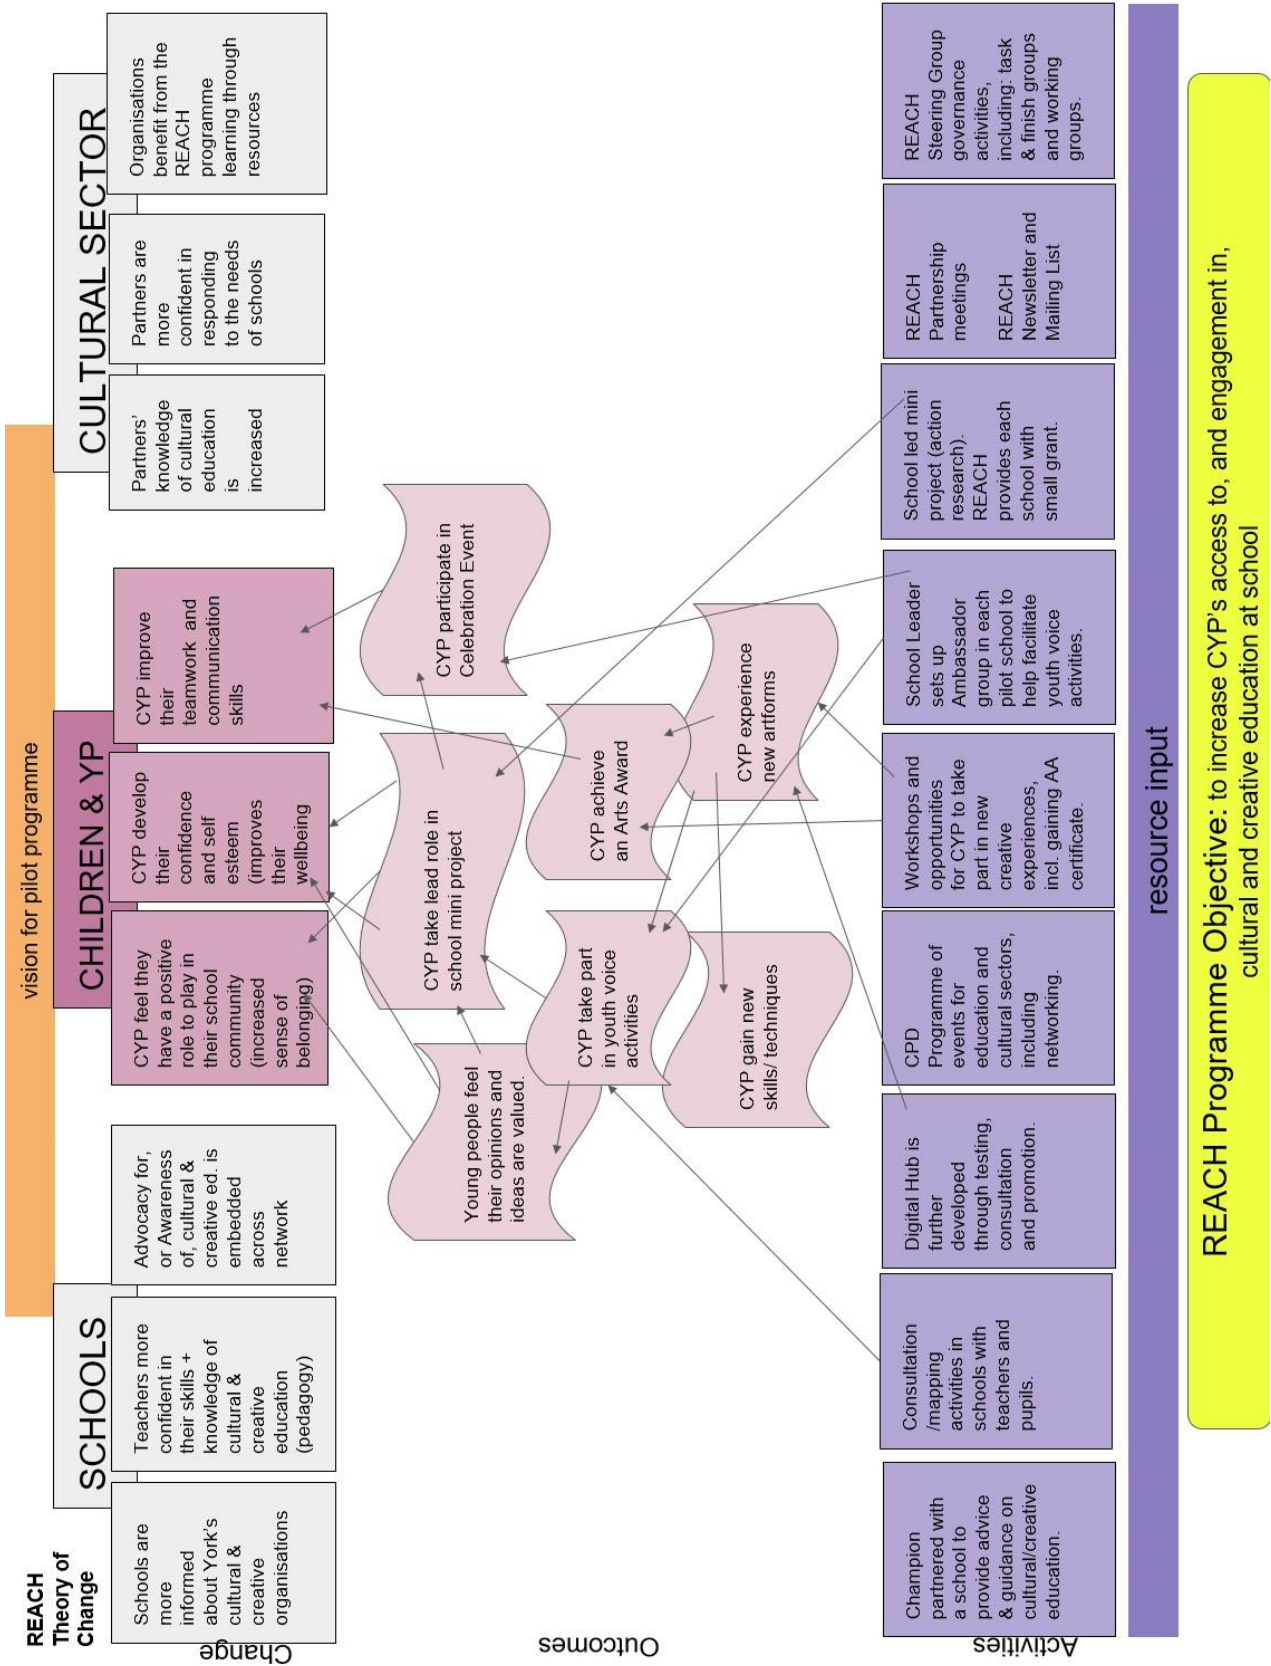 REACH
Theory of
Change
vision for pilot programme
SCHOOLS
CHILDREN & YP
CULTURAL SECTOR
Change
Schools are
more
informed
about York's
cultural &
creative
organisations
Teachers more
confident in
their skills +
knowledge of
cultural &
creative
education
(pedagogy)
Advocacy for,
or Awareness
of, cultural &
creative ed. is
embedded
across
network
CYP feel they
have a positive
role to play in
their school
community
(increased
sense of
belonging)
CYP develop
their
confidence
and self
esteem
(improves
their
wellbeing
CYP improve
their
teamwork and
communication
skills
Partners'
knowledge
of cultural
education
is
increased
Partners are
more
confident in
responding
to the needs
of schools
Organisations
benefit from the
REACH
programme
learning through
resources
Outcomes
Young people feel
their opinions and
ideas are valued.
CYP take lead role in
school mini project
CYP participate in
Celebration Event
CYP take part
in youth voice
activities
CYP achieve
an Arts Award
CYP gain new
skills/ techniques
CYP experience
new artforms
Activities
Champion
partnered with
a school to
provide advice
& guidance on
cultural/creative
education.
Consultation
/mapping
activities in
schools with
teachers and
pupils.
Digital Hub is
further
developed
through testing,
consultation
and promotion.
CPD
Programme of
events for
education and
cultural sectors,
including
networking.
Workshops and
opportunities
for CYP to take
part in new
creative
experiences,
incl. gaining AA
certificate.
School Leader
sets up
Ambassador
group in each
pilot school to
help facilitate
youth voice
activities.
School led mini
project (action
research).
REACH
provides each
school with
small grant.
REACH
Partnership
meetings
REACH
Newsletter and
Mailing List
REACH
Steering Group
governance
activities,
including: task
& finish groups
and working
groups.
resource input
REACH Programme Objective: to increase CYP's access to, and engagement in,
cultural and creative education at school